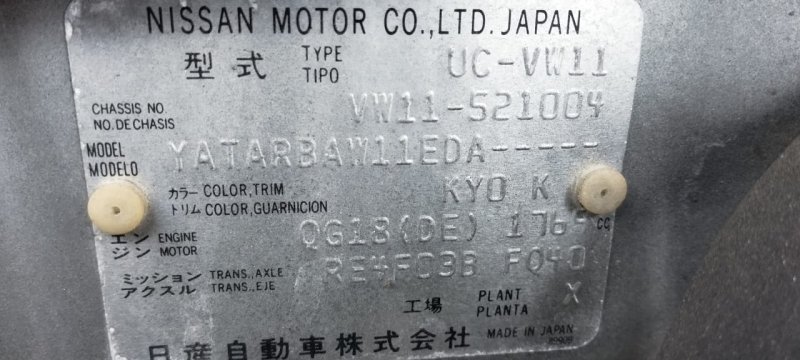 NISSAN MOTOR CO.,LTD. JAPAN
型式 TYPE TIPO UC-VW11
CHASSIS NO. NO. DE CHASIS VW11-521004
MODEL MODELO YATARBAW11EDA-----
カラー COLOR,TRIM トリム COLOR,GUARNICION KY0 K
エンジン ENGINE MOTOR QG18(DE) 1769 cc
ミッション アクスル TRANS.,AXLE TRANS.,EJE RE4F03B FQ40
工場 PLANT PLANTA X
日産自動車株式会社 MADE IN JAPAN